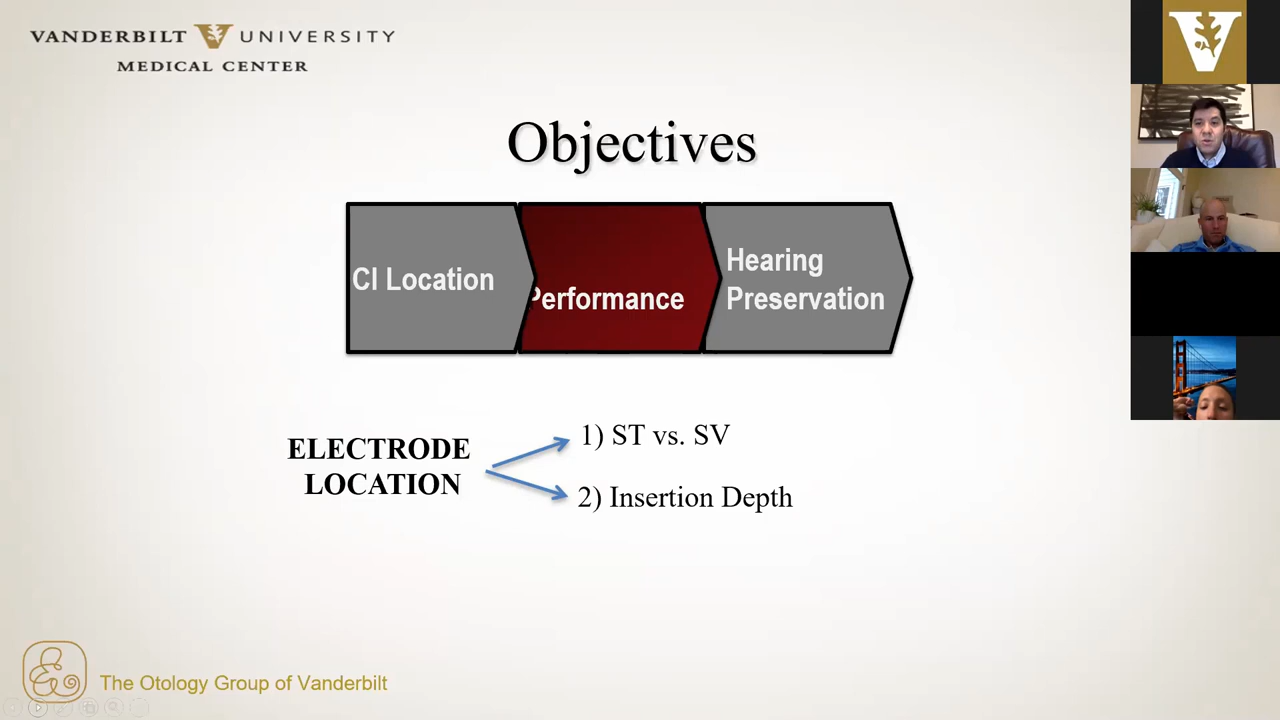 VANDERBILT V UNIVERSITY
MEDICAL CENTER
Objectives
CI Location
Performance
Hearing
Preservation
ELECTRODE
LOCATION
1) ST vs. SV
2) Insertion Depth
The Otology Group of Vanderbilt
V